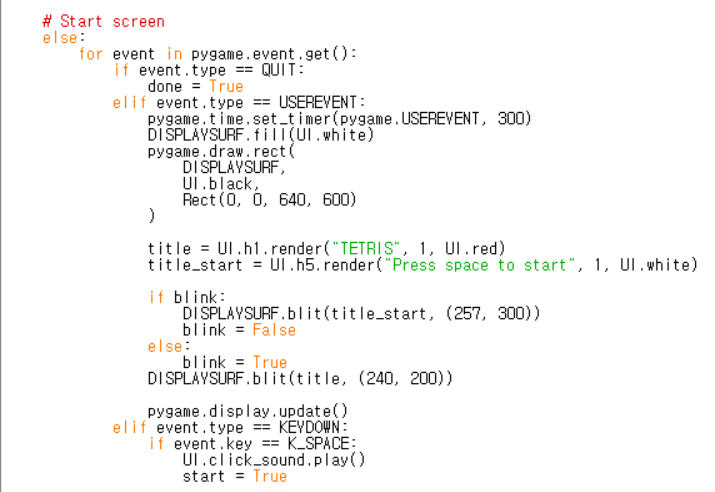 # Start screen
else:
    for event in pygame.event.get():
        if event.type == QUIT:
            done = True
        elif event.type == USEREVENT:
            pygame.time.set_timer(pygame.USEREVENT, 300)
            DISPLAYSURF.fill(UI.white)
            pygame.draw.rect(
                DISPLAYSURF,
                UI.black,
                Rect(0, 0, 640, 600)
            )

            title = UI.h1.render("TETRIS", 1, UI.red)
            title_start = UI.h5.render("Press space to start", 1, UI.white)

            if blink:
                DISPLAYSURF.blit(title_start, (257, 300))
                blink = False
            else:
                blink = True
            DISPLAYSURF.blit(title, (240, 200))

            pygame.display.update()
        elif event.type == KEYDOWN:
            if event.key == K_SPACE:
                UI.click_sound.play()
                start = True